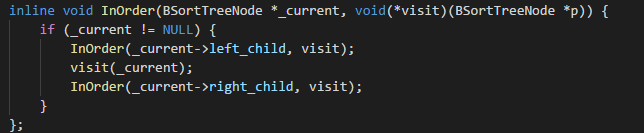 inline void InOrder(BSortTreeNode *_current, void(*visit)(BSortTreeNode *p)) {
    if (_current != NULL) {
        InOrder(_current->left_child, visit);
        visit(_current);
        InOrder(_current->right_child, visit);
    }
};